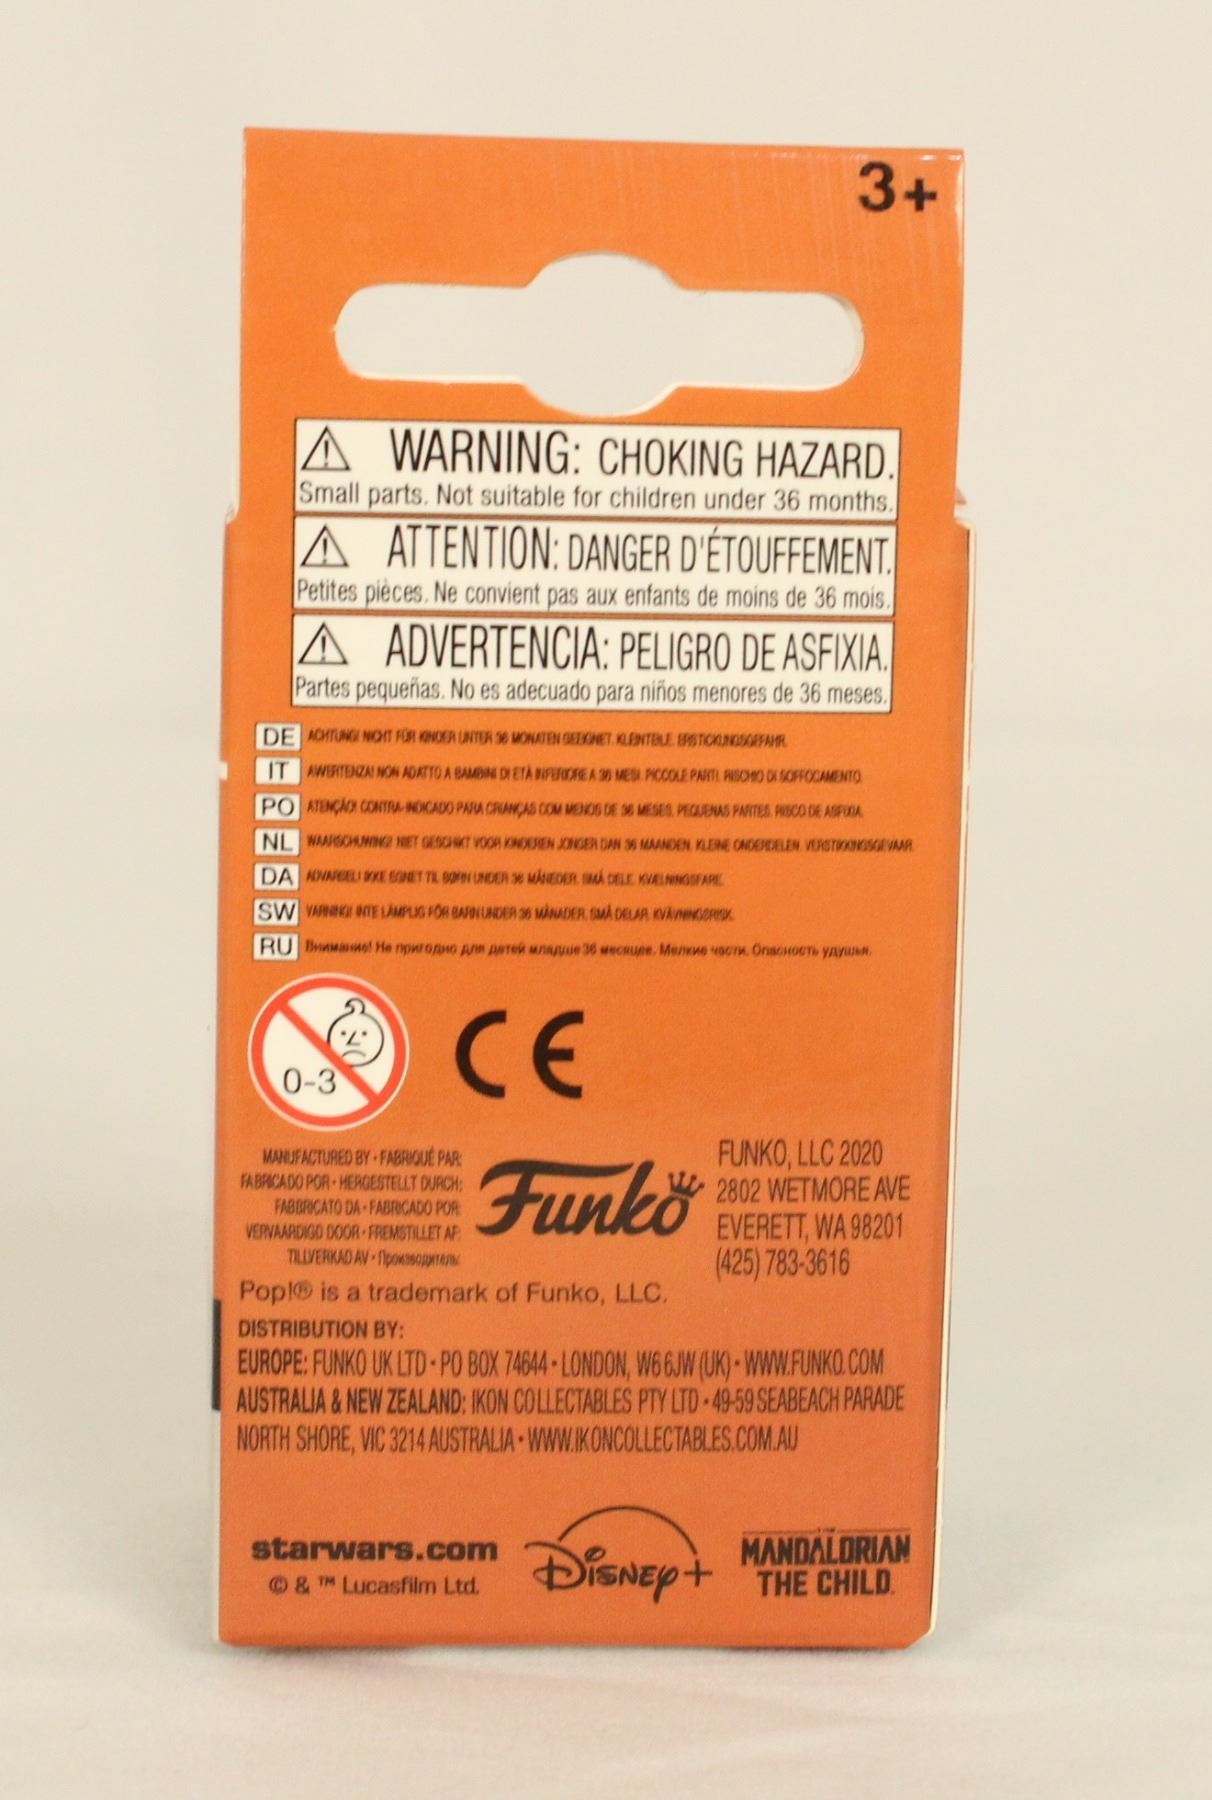 3+
WARNING: CHOKING HAZARD.
Small parts. Not suitable for children under 36 months.
ATTENTION: DANGER D'ÉTOUFFEMENT.
Petites pièces. Ne convient pas aux enfants de moins de 36 mois.
ADVERTENCIA: PELIGRO DE ASFIXIA.
Partes pequeñas. No es adecuado para niños menores de 36 meses.
DE ACHTUNG! NICHT FÜR KINDER UNTER 36 MONATEN GEEIGNET. KLEINTEILE. ERSTICKUNGSGEFAHR.
IT AVVERTENZA! NON ADATTO A BAMBINI DI ETÀ INFERIORE A 36 MESI. PICCOLE PARTI. RISCHIO DI SOFFOCAMENTO.
PO ATENÇÃO! CONTRA-INDICADO PARA CRIANÇAS COM MENOS DE 36 MESES. PEQUENAS PARTES. RISCO DE ASFIXIA.
NL WAARSCHUWING! NIET GESCHIKT VOOR KINDEREN JONGER DAN 36 MAANDEN. KLEINE ONDERDELEN. VERSTIKKINGSGEVAAR.
DA ADVARSEL! IKKE EGNET TIL BØRN UNDER 36 MÅNEDER. SMÅ DELE. KVÆLNINGSFARE.
SW VARNING! INTE LÄMPLIG FÖR BARN UNDER 36 MÅNADER. SMÅ DELAR. KVÄVNINGSRISK.
RU Внимание! Не пригодно для детей младше 36 месяцев. Мелкие части. Опасность удушья.
0-3
CE
MANUFACTURED BY • FABRIQUÉ PAR:
FABRICADO POR • HERGESTELLT DURCH:
FABBRICATO DA • FABRICADO POR:
VERVAARDIGD DOOR • FREMSTILLET AF:
TILLVERKAD AV • Производитель:
Funko
FUNKO, LLC 2020
2802 WETMORE AVE
EVERETT, WA 98201
(425) 783-3616
Pop!® is a trademark of Funko, LLC.
DISTRIBUTION BY:
EUROPE: FUNKO UK LTD • PO BOX 74644 • LONDON, W6 6JW (UK) • WWW.FUNKO.COM
AUSTRALIA & NEW ZEALAND: IKON COLLECTABLES PTY LTD • 49-59 SEABEACH PARADE
NORTH SHORE, VIC 3214 AUSTRALIA • WWW.IKONCOLLECTABLES.COM.AU
starwars.com
© & ™ Lucasfilm Ltd.
Disney+
THE
MANDALORIAN
THE CHILD.